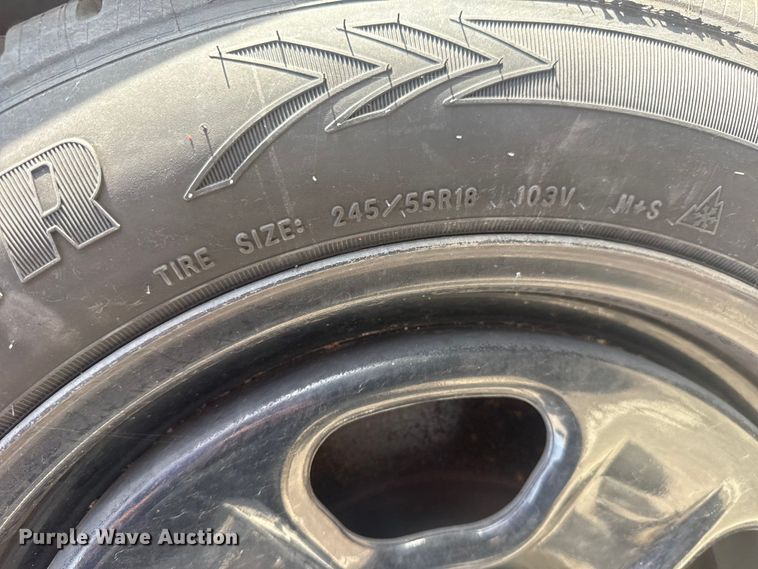 R
TIRE SIZE: 245/55R18 103V M+S
Purple Wave Auction